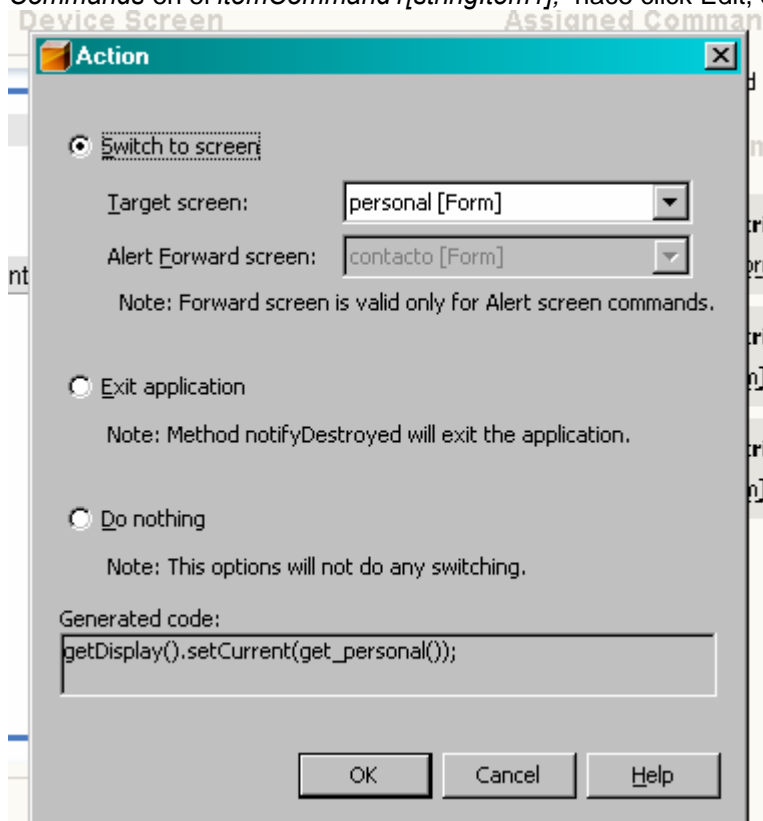 Commands en el itemCommand1[stringItem1], hace click Edit,
Device Screen Assigned Comman
Action
Switch to screen
Target screen: personal [Form]
Alert Forward screen: contacto [Form]
Note: Forward screen is valid only for Alert screen commands.
Exit application
Note: Method notifyDestroyed will exit the application.
Do nothing
Note: This options will not do any switching.
Generated code:
getDisplay().setCurrent(get_personal());
OK Cancel Help